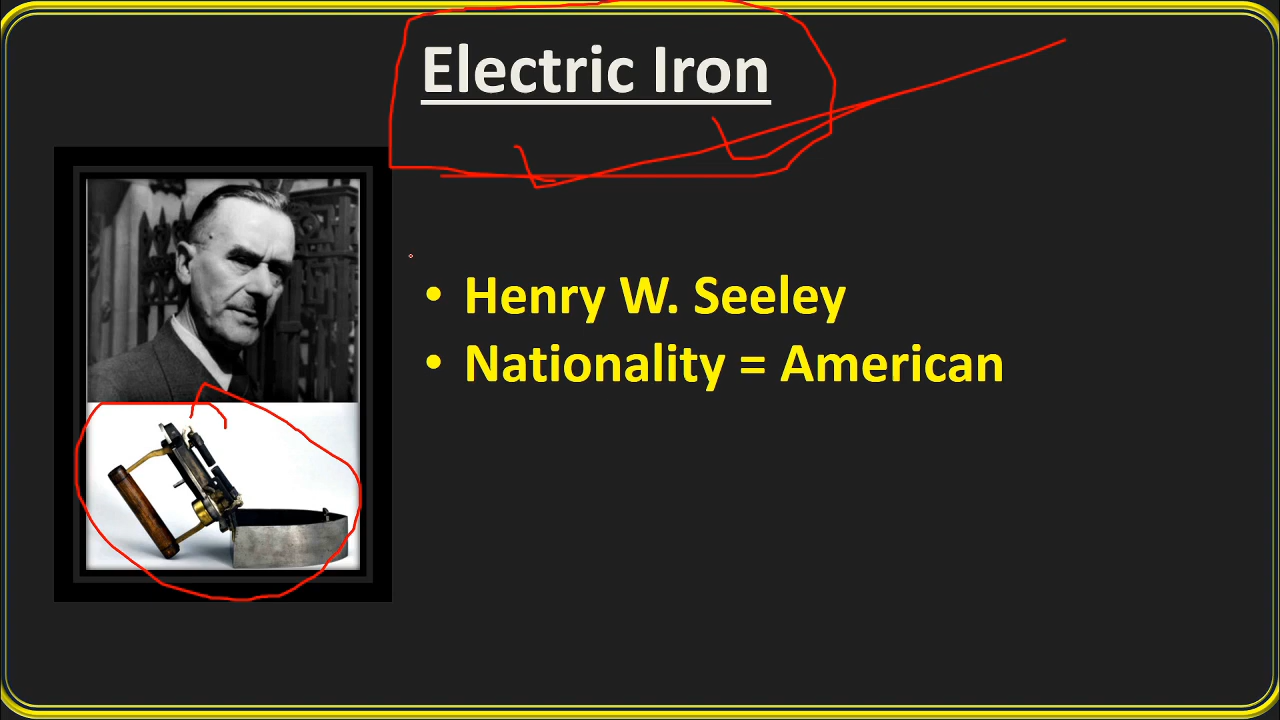 Electric Iron
• Henry W. Seeley
• Nationality = American